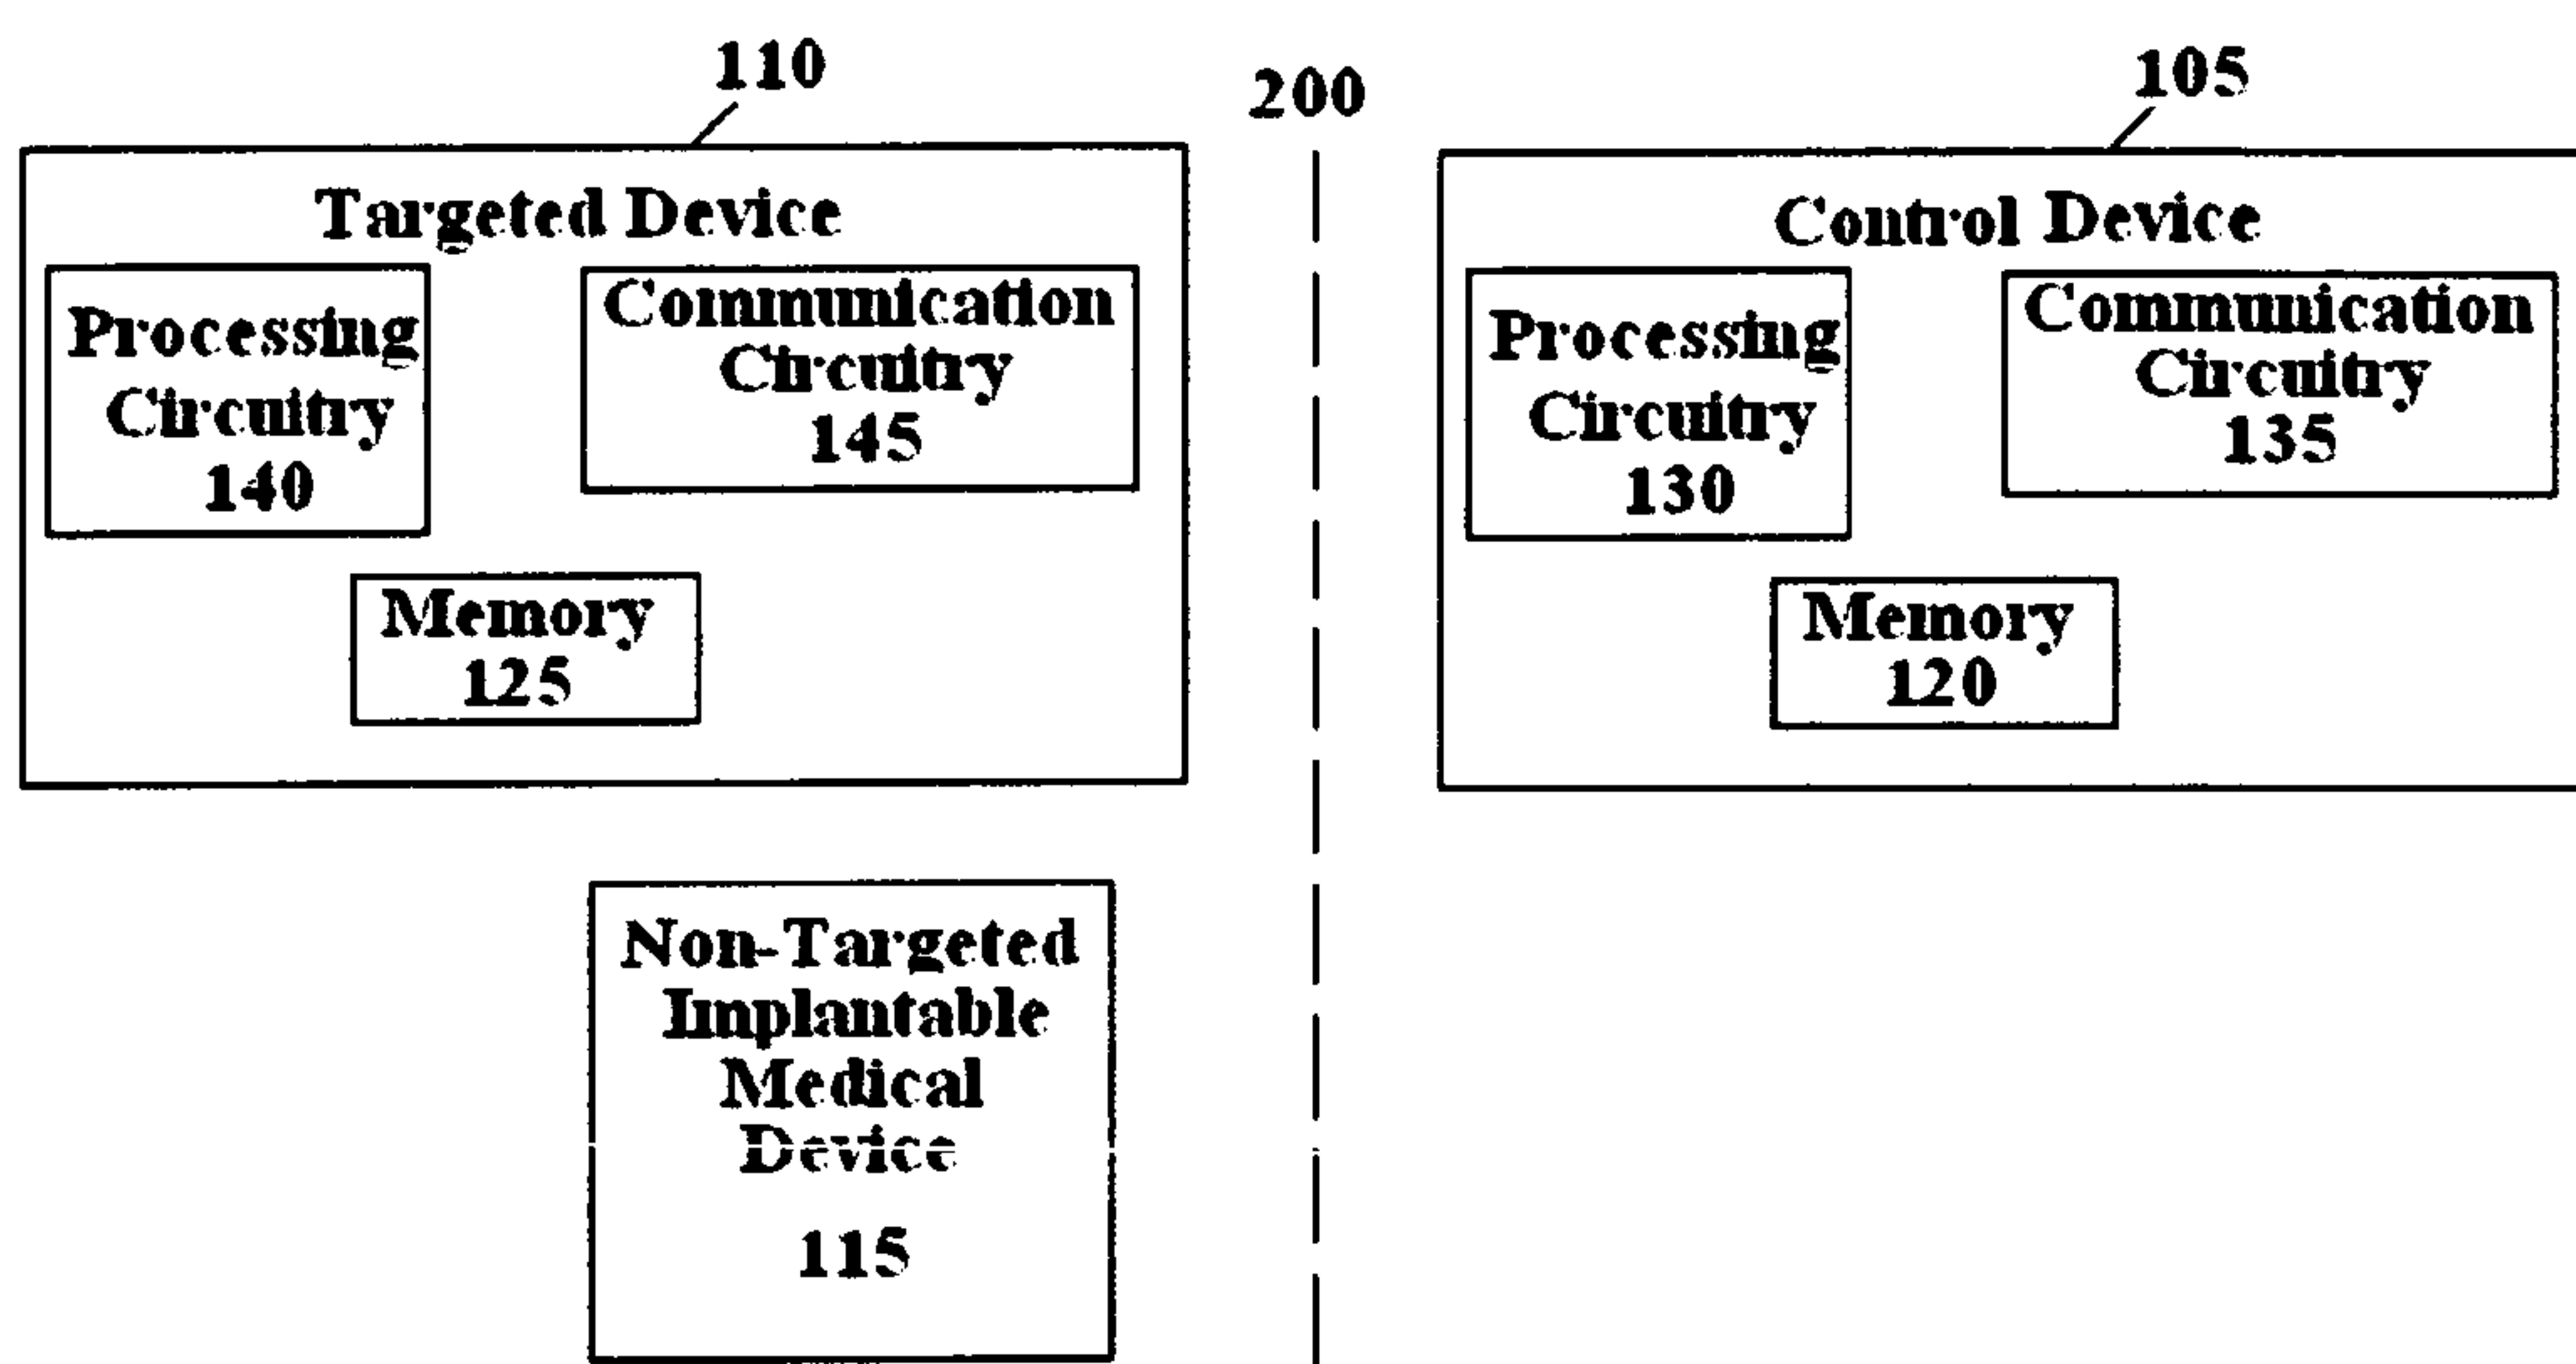 110
200
105
Targeted Device
Processing
Circuitry
140
Communication
Circuitry
145
Memory
125
Control Device
Processing
Circuitry
130
Communication
Circuitry
135
Memory
120
Non-Targeted
Implantable
Medical
Device
115